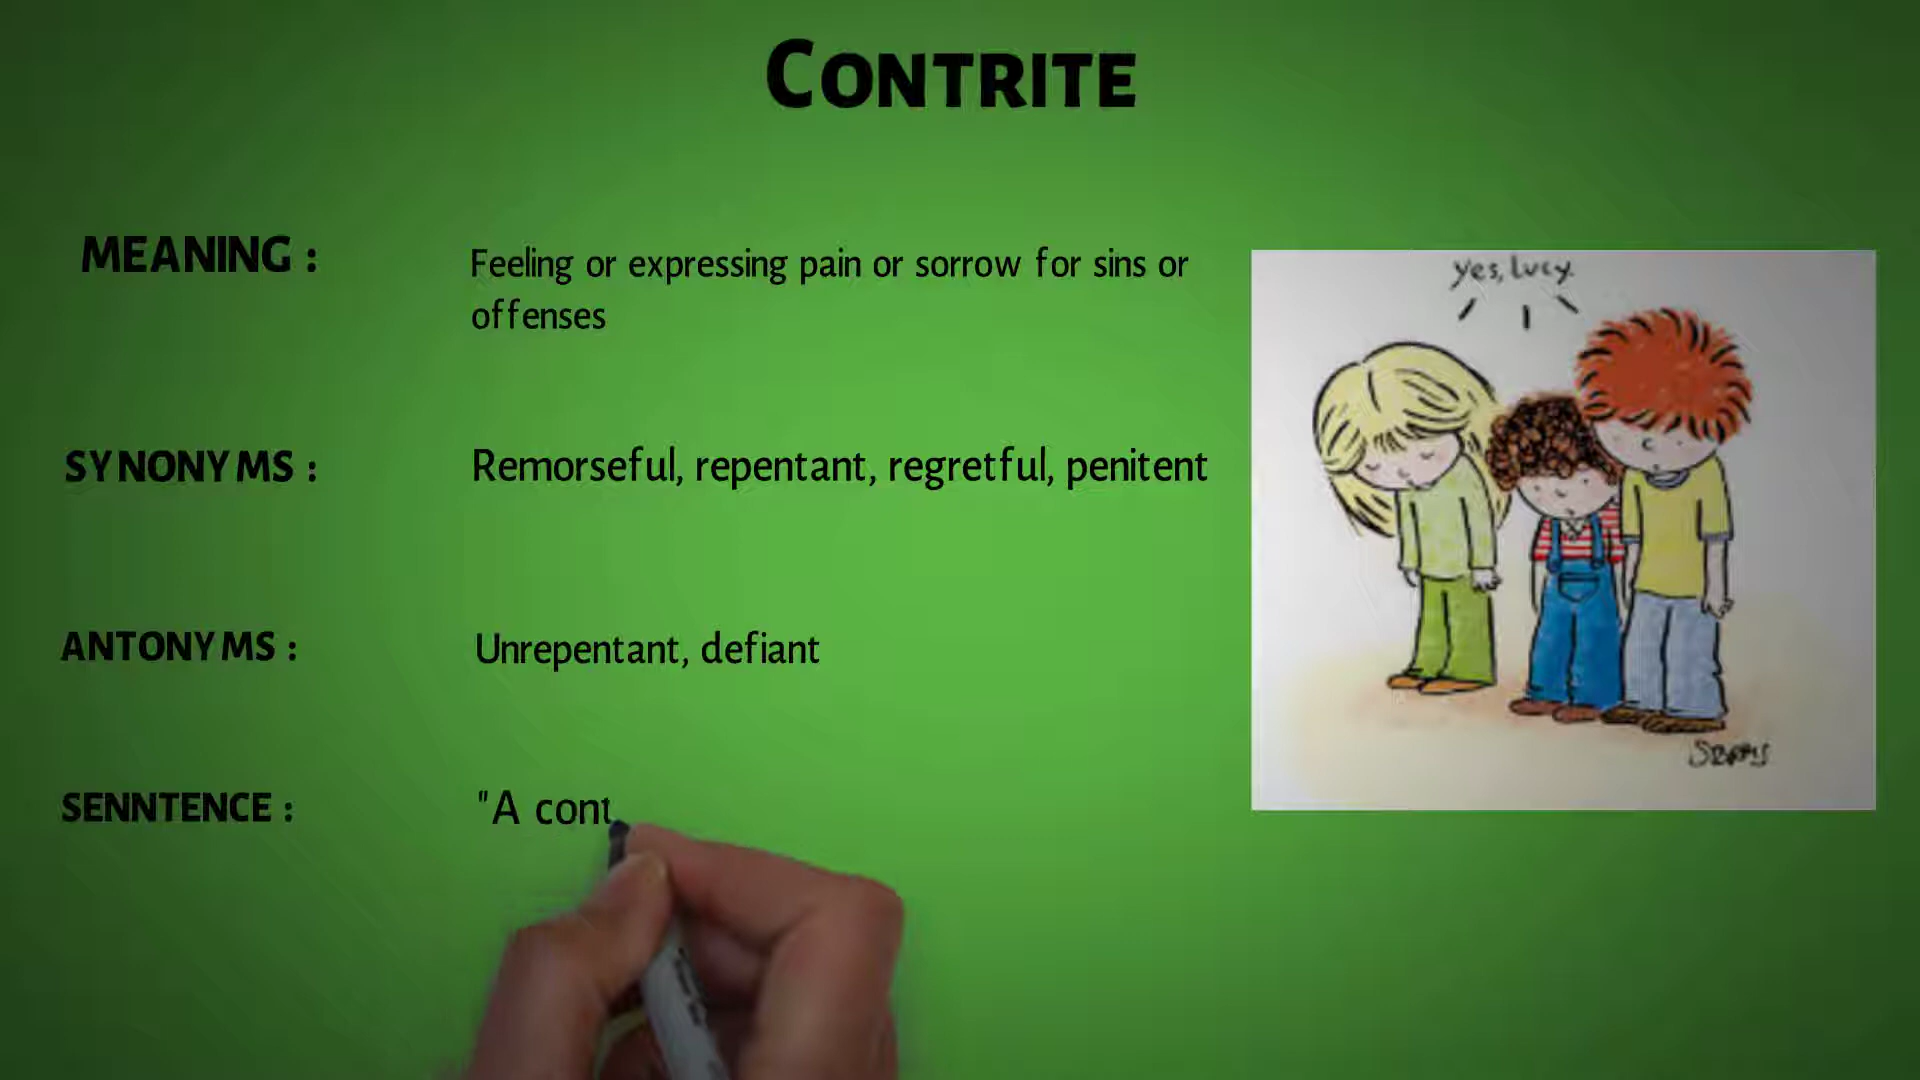 CONTRITE
MEANING :
Feeling or expressing pain or sorrow for sins or
offenses
SYNONYMS :
Remorseful, repentant, regretful, penitent
ANTONYMS :
Unrepentant, defiant
SENNTENCE :
"A cont
yes, Lucy.